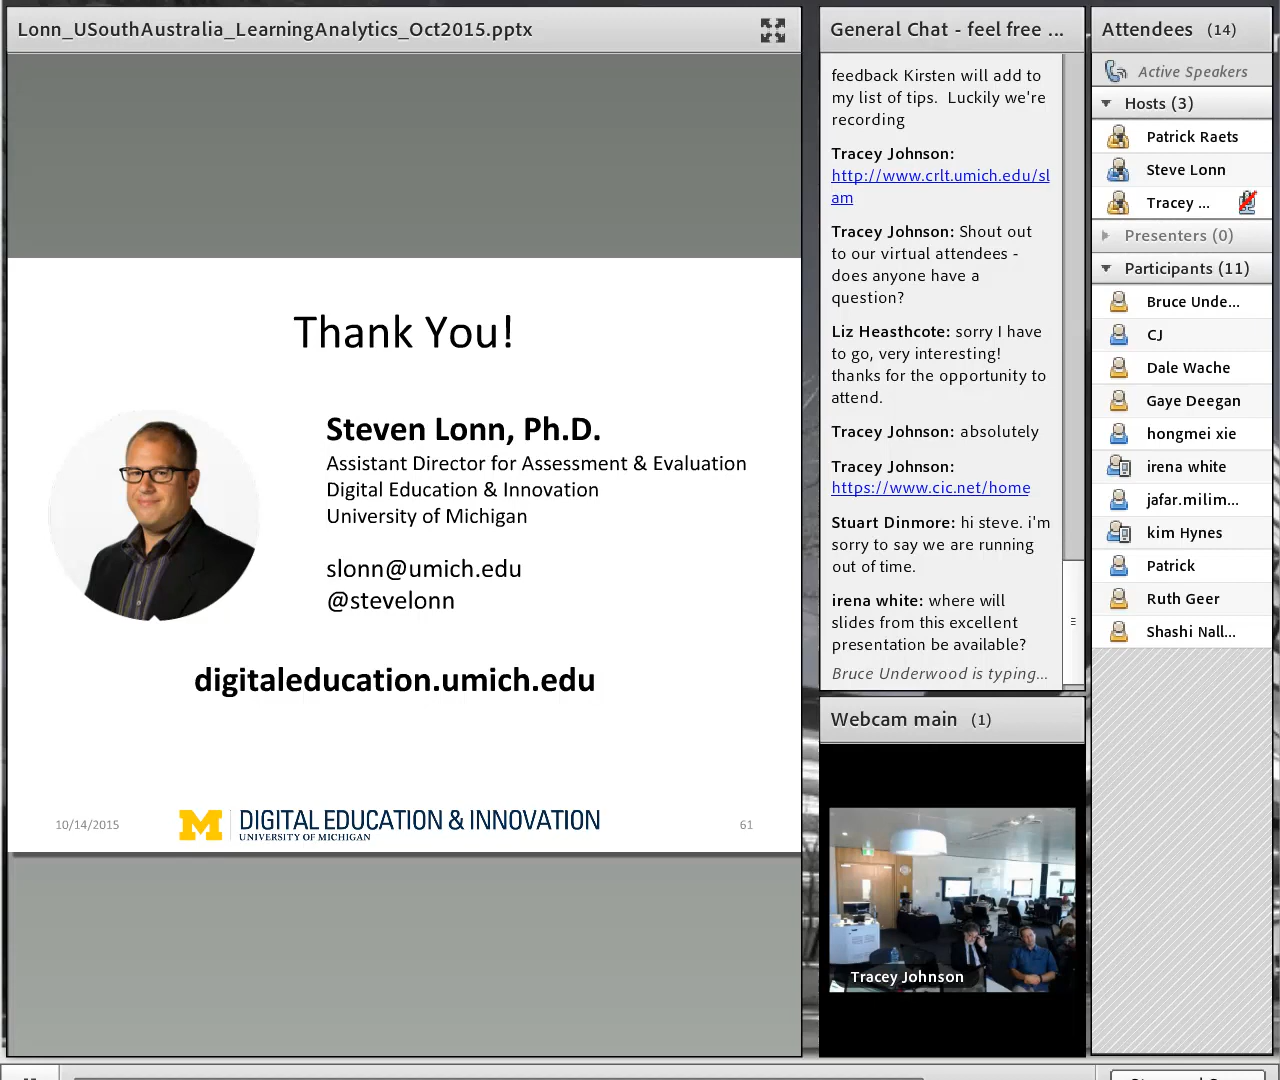 Lonn_USouthAustralia_LearningAnalytics_Oct2015.pptx
Thank You!
Steven Lonn, Ph.D.
Assistant Director for Assessment & Evaluation
Digital Education & Innovation
University of Michigan
slonn@umich.edu
@stevelonn
digitaleducation.umich.edu
10/14/2015
M
DIGITAL EDUCATION & INNOVATION
UNIVERSITY OF MICHIGAN
61
General Chat - feel free ...
feedback Kirsten will add to
my list of tips. Luckily we're
recording
Tracey Johnson:
http://www.crlt.umich.edu/sl
am
Tracey Johnson: Shout out
to our virtual attendees -
does anyone have a
question?
Liz Heasthcote: sorry I have
to go, very interesting!
thanks for the opportunity to
attend.
Tracey Johnson: absolutely
Tracey Johnson:
https://www.cic.net/home
Stuart Dinmore: hi steve. i'm
sorry to say we are running
out of time.
irena white: where will
slides from this excellent
presentation be available?
Bruce Underwood is typing...
Webcam main (1)
Tracey Johnson
Attendees (14)
Active Speakers
Hosts (3)
Patrick Raets
Steve Lonn
Tracey ...
Presenters (0)
Participants (11)
Bruce Unde...
CJ
Dale Wache
Gaye Deegan
hongmei xie
irena white
jafar.milim...
kim Hynes
Patrick
Ruth Geer
Shashi Nall...